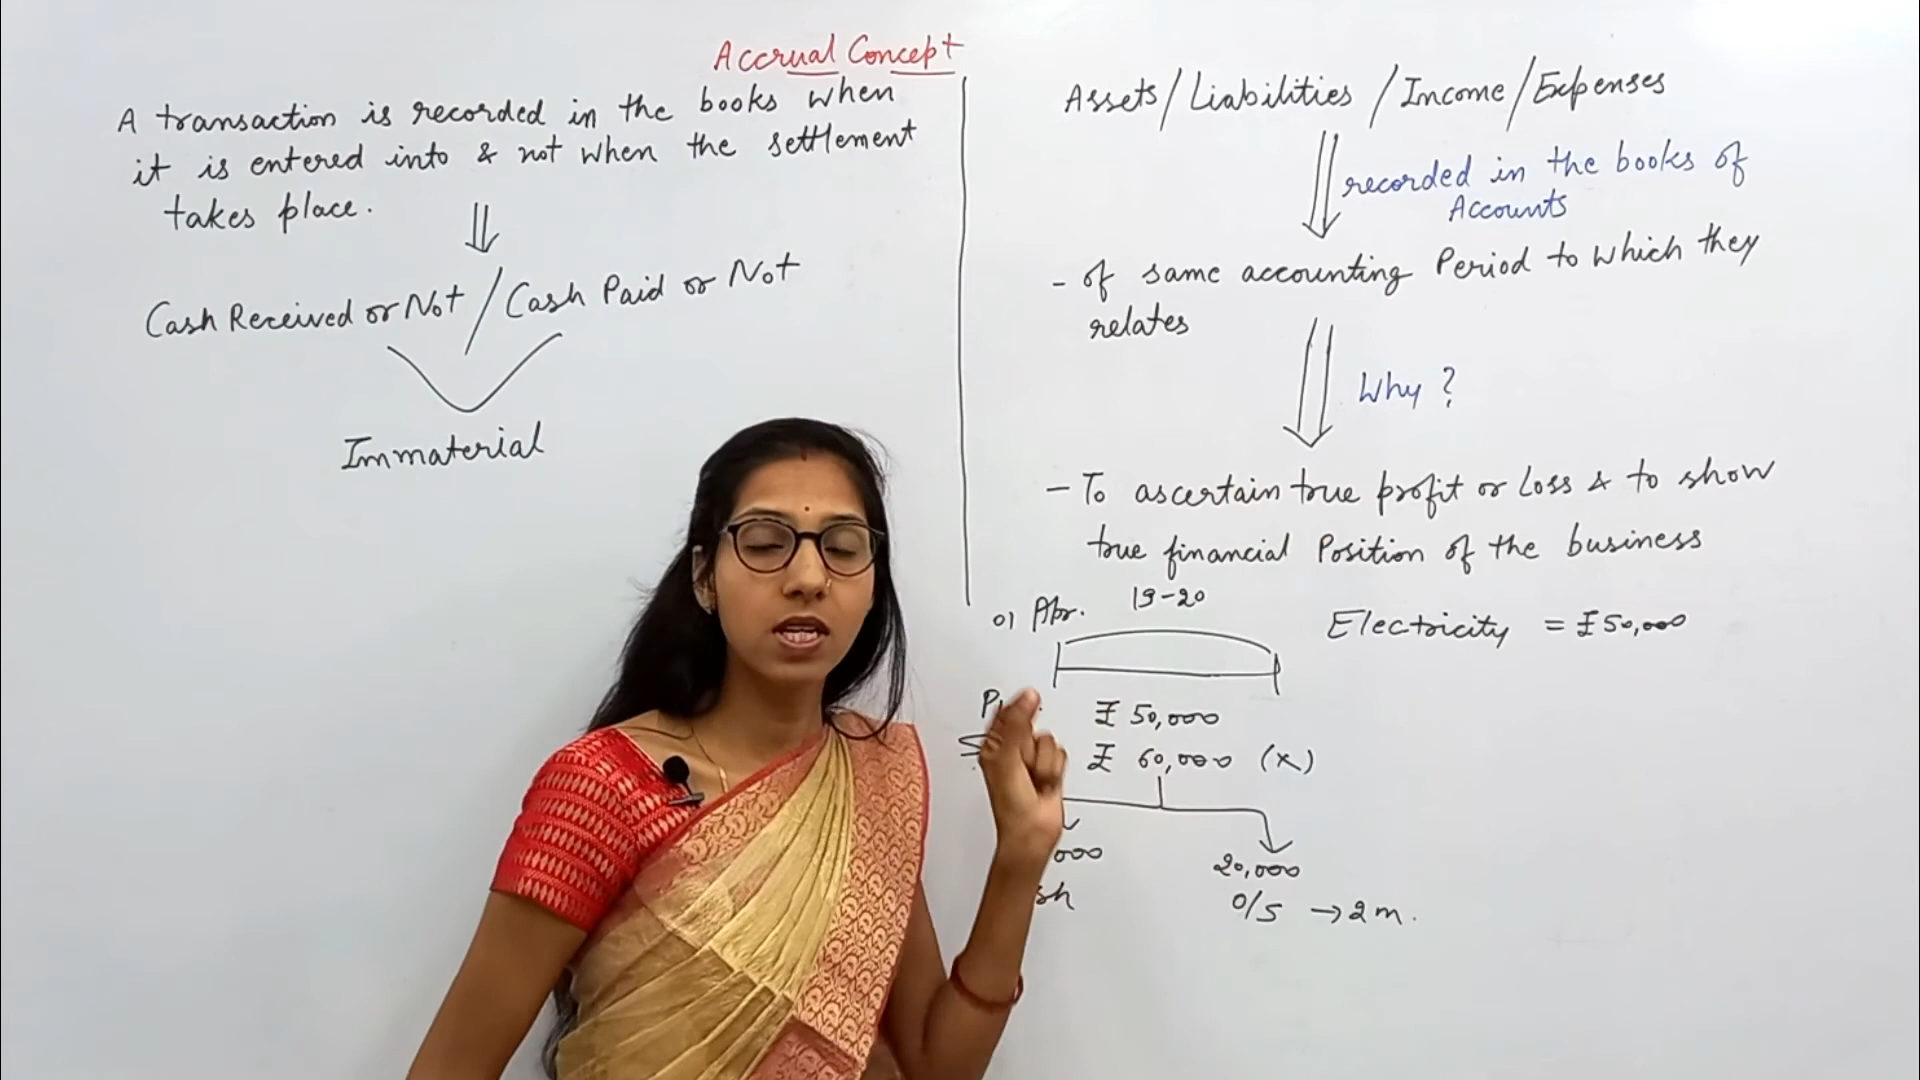 Accrual Concept
A transaction is recorded in the books when
it is entered into & not when the settlement
takes place.
Cash Received or Not / Cash Paid or Not
Immaterial
Assets / Liabilities / Income / Expenses
recorded in the books of
Accounts
- of same accounting Period to which they
relates
Why ?
- To ascertain true profit or Loss & to show
true financial Position of the business
01 Apr. 19-20
Electricity = ₹50,000
₹ 50,000
₹ 60,000 (x)
000 20,000
sh O/S → 2 m.